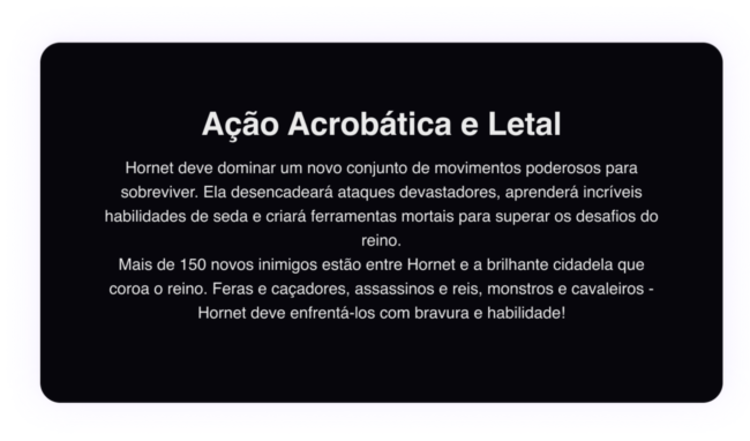 Ação Acrobática e Letal
Hornet deve dominar um novo conjunto de movimentos poderosos para
sobreviver. Ela desencadeará ataques devastadores, aprenderá incríveis
habilidades de seda e criará ferramentas mortais para superar os desafios do
reino.
Mais de 150 novos inimigos estão entre Hornet e a brilhante cidadela que
coroa o reino. Feras e caçadores, assassinos e reis, monstros e cavaleiros -
Hornet deve enfrentá-los com bravura e habilidade!